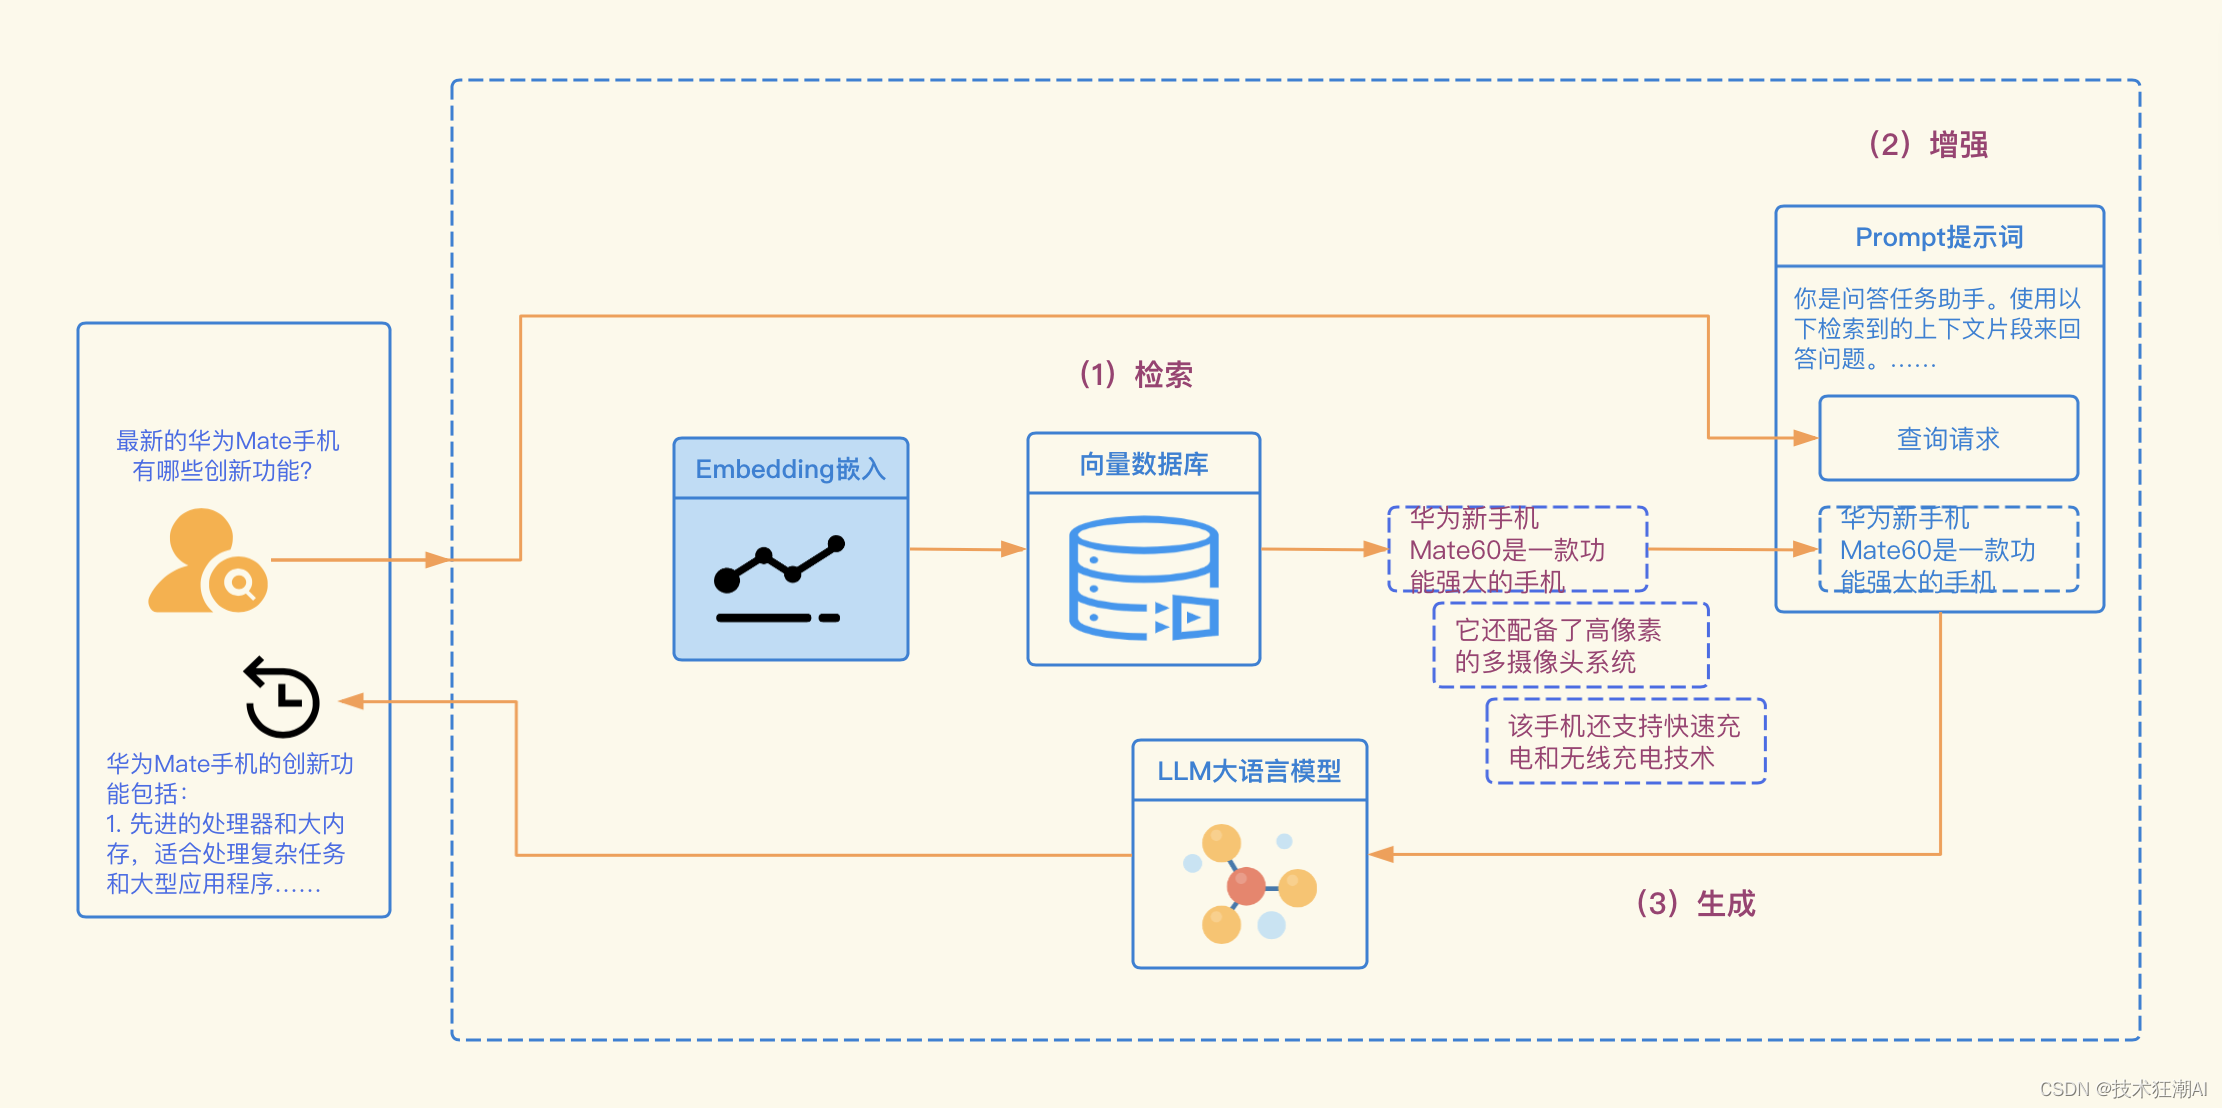 最新的华为Mate手机
有哪些创新功能?
华为Mate手机的创新功
能包括:
1. 先进的处理器和大内
存，适合处理复杂任务
和大型应用程序……
（1）检索
Embedding嵌入
向量数据库
华为新手机
Mate60是一款功
能强大的手机
它还配备了高像素
的多摄像头系统
该手机还支持快速充
电和无线充电技术
（2）增强
Prompt提示词
你是问答任务助手。使用以
下检索到的上下文片段来回
答问题。……
查询请求
华为新手机
Mate60是一款功
能强大的手机
LLM大语言模型
（3）生成
CSDN @技术狂潮AI